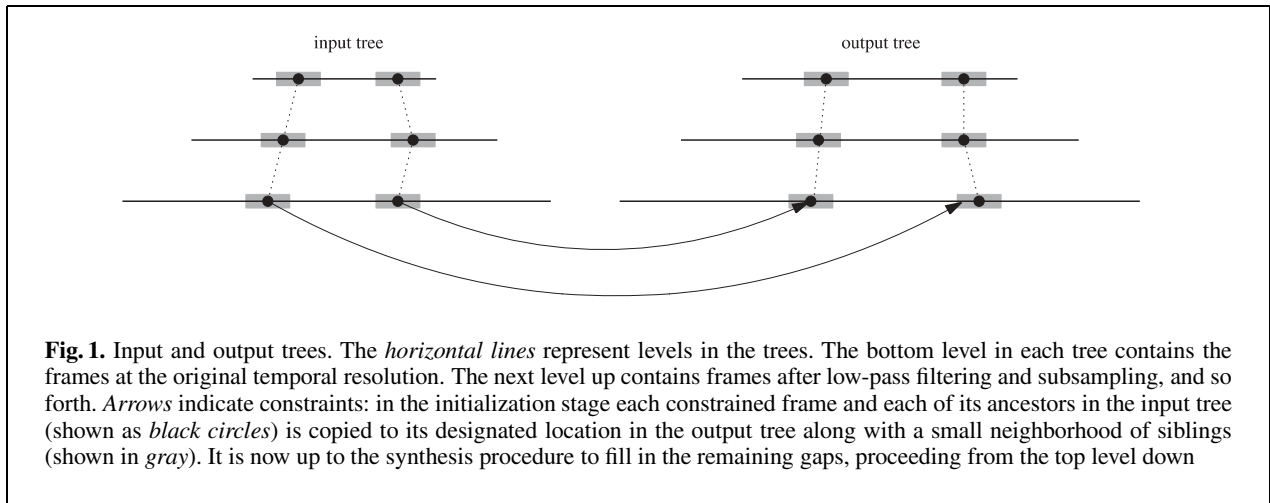 input tree
output tree
Fig. 1. Input and output trees. The horizontal lines represent levels in the trees. The bottom level in each tree contains the
frames at the original temporal resolution. The next level up contains frames after low-pass filtering and subsampling, and so
forth. Arrows indicate constraints: in the initialization stage each constrained frame and each of its ancestors in the input tree
(shown as black circles) is copied to its designated location in the output tree along with a small neighborhood of siblings
(shown in gray). It is now up to the synthesis procedure to fill in the remaining gaps, proceeding from the top level down